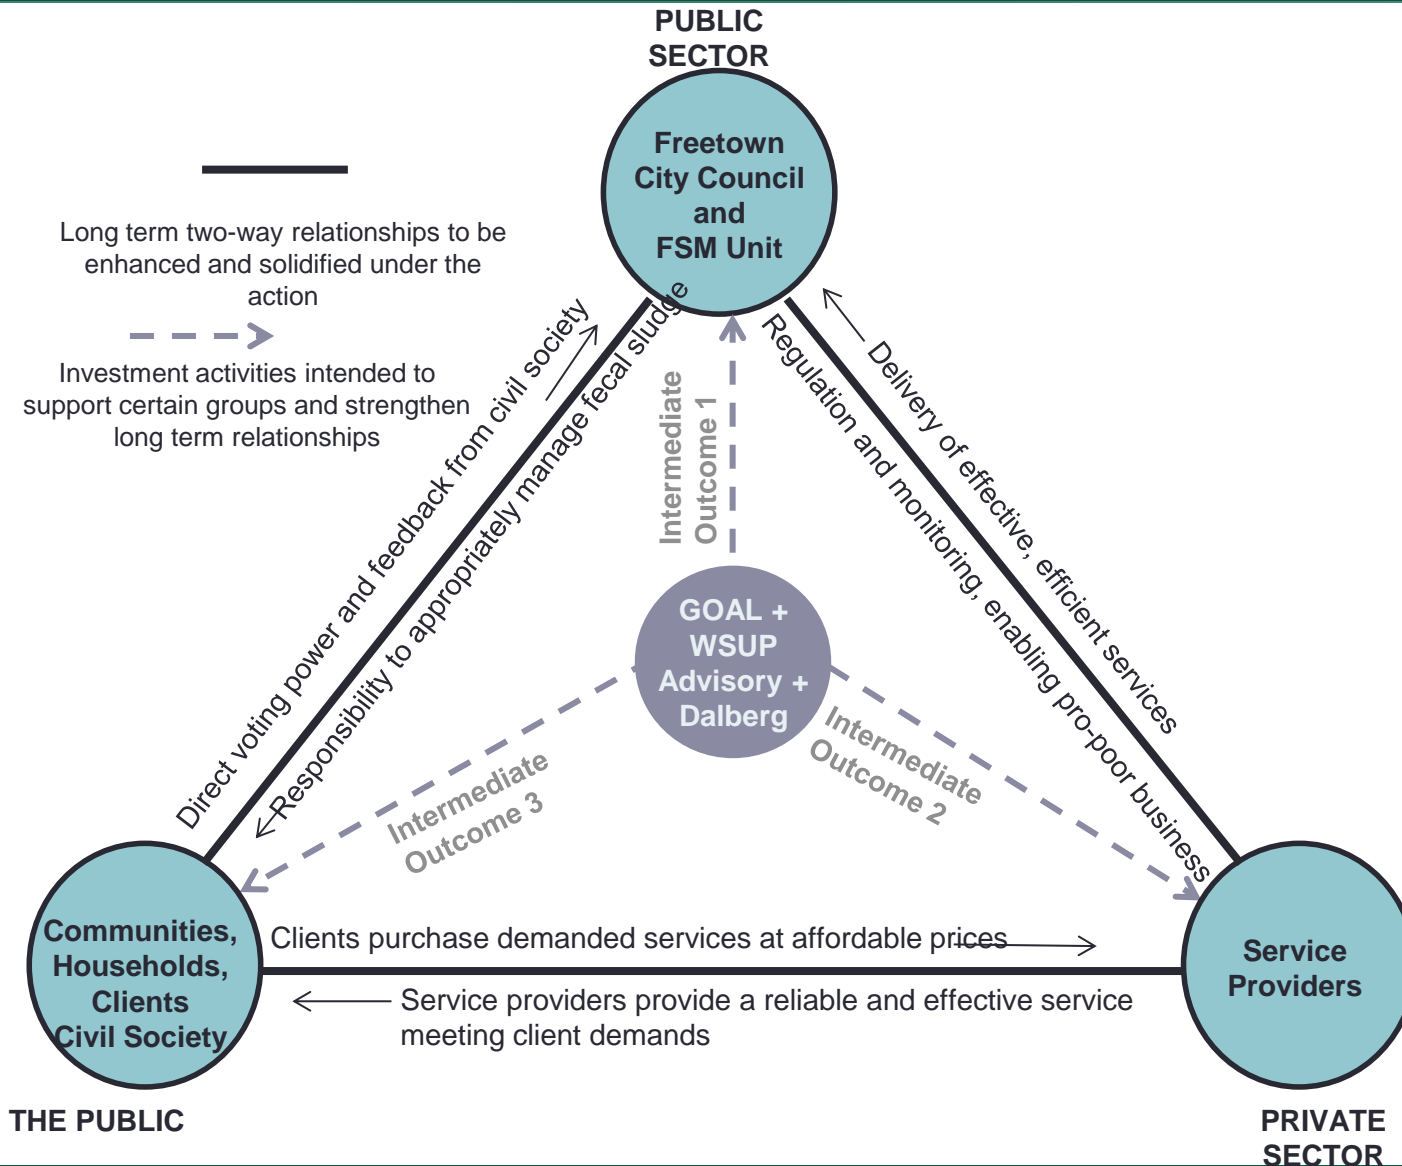 PUBLIC
SECTOR
Freetown
City Council
and
FSM Unit
Long term two-way relationships to be
enhanced and solidified under the
action
Investment activities intended to
support certain groups and strengthen
long term relationships
Direct voting power and feedback from civil society
Responsibility to appropriately manage fecal sludge
Intermediate
Outcome 1
Delivery of effective, efficient services
Regulation and monitoring, enabling pro-poor business
GOAL +
WSUP
Advisory +
Dalberg
Intermediate
Outcome 3
Intermediate
Outcome 2
Communities,
Households,
Clients
Civil Society
Clients purchase demanded services at affordable prices
Service providers provide a reliable and effective service
meeting client demands
Service
Providers
THE PUBLIC
PRIVATE
SECTOR